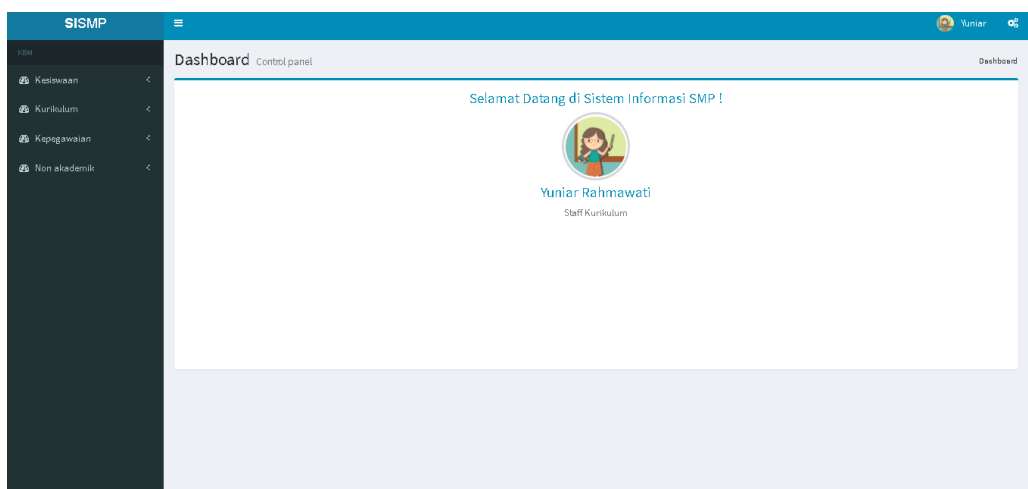 SISMP
Yuniar
KBM
Kesiswaan
Kurikulum
Kepegawaian
Non akademik
Dashboard Control panel
Dashboard
Selamat Datang di Sistem Informasi SMP !
Yuniar Rahmawati
Staff Kurikulum